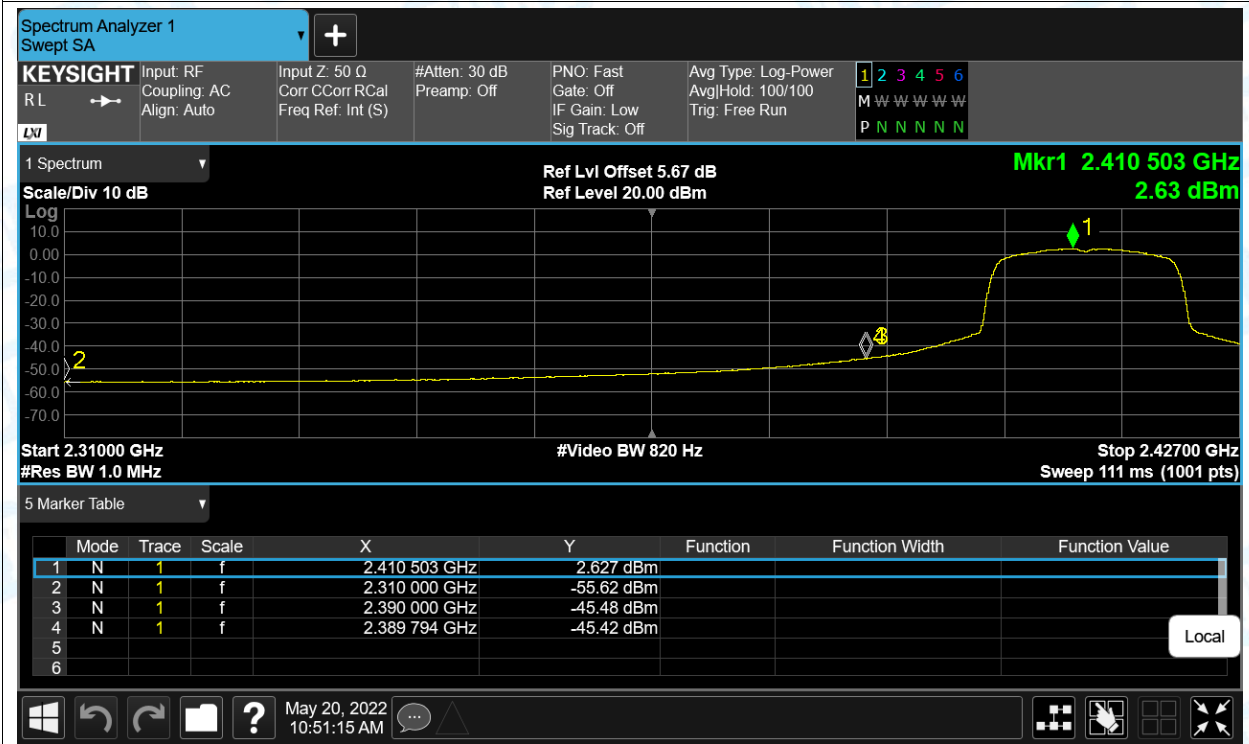 Spectrum Analyzer 1
Swept SA
KEYSIGHT
R L
LXI
Input: RF
Coupling: AC
Align: Auto
Input Z: 50 Ω
Corr CCorr RCal
Freq Ref: Int (S)
#Atten: 30 dB
Preamp: Off
PNO: Fast
Gate: Off
IF Gain: Low
Sig Track: Off
Avg Type: Log-Power
Avg|Hold: 100/100
Trig: Free Run
1 2 3 4 5 6
M W W W W W
P N N N N N
1 Spectrum
Scale/Div 10 dB
Ref Lvl Offset 5.67 dB
Ref Level 20.00 dBm
Mkr1 2.410 503 GHz
2.63 dBm
Log
10.0
0.00
-10.0
-20.0
-30.0
-40.0
-50.0
-60.0
-70.0
1
2
Start 2.31000 GHz
#Res BW 1.0 MHz
#Video BW 820 Hz
Stop 2.42700 GHz
Sweep 111 ms (1001 pts)
5 Marker Table
Mode Trace Scale X Y Function Function Width Function Value
1 N 1 f 2.410 503 GHz 2.627 dBm
2 N 1 f 2.310 000 GHz -55.62 dBm
3 N 1 f 2.390 000 GHz -45.48 dBm
4 N 1 f 2.389 794 GHz -45.42 dBm
5
6
Local
?
May 20, 2022
10:51:15 AM